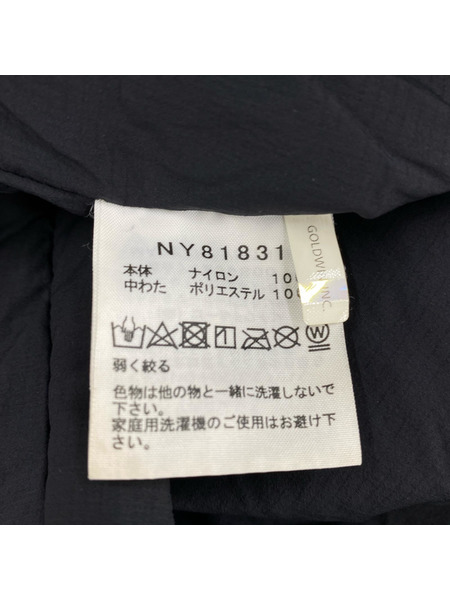 NY81831
本体 ナイロン 10
中わた ポリエステル 10
GOLDWIN INC.
弱く絞る
色物は他の物と一緒に洗濯しないで
下さい。
家庭用洗濯機のご使用はお避け
下さい。